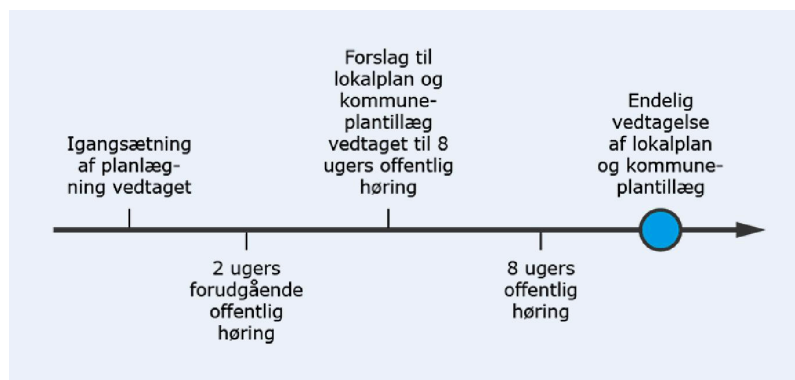 Igangsætning
af planlæg-
ning vedtaget
2 ugers
forudgående
offentlig
høring
Forslag til
lokalplan og
kommune-
plantillæg
vedtaget til 8
ugers offentlig
høring
8 ugers
offentlig
høring
Endelig
vedtagelse
af lokalplan
og kommune-
plantillæg